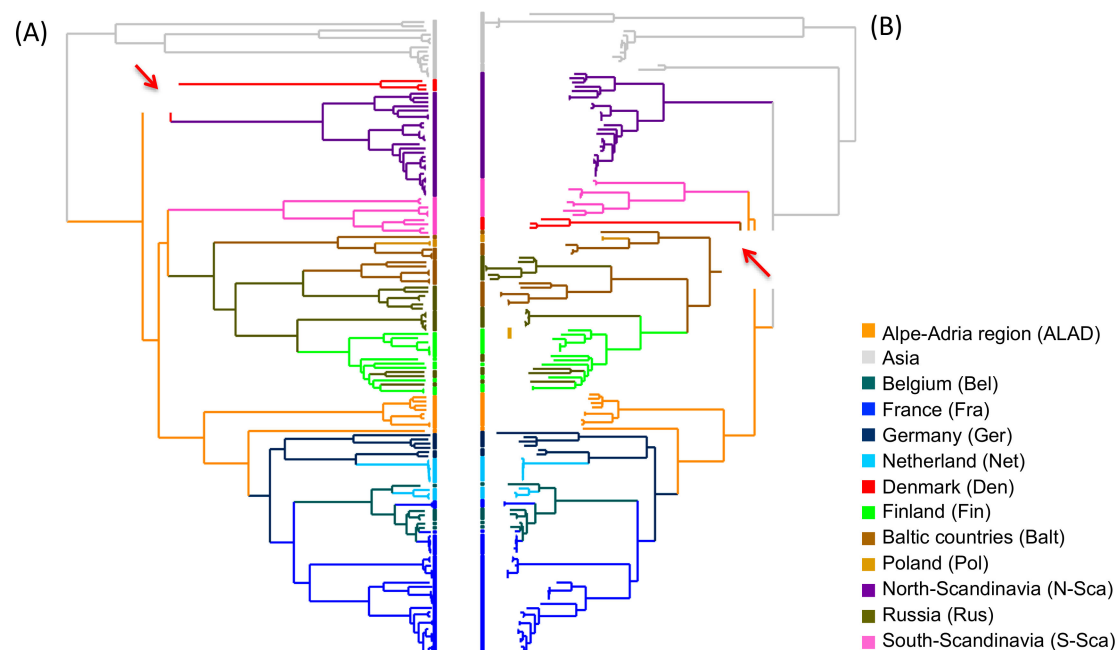 (A)
(B)
Alpe-Adria region (ALAD)
Asia
Belgium (Bel)
France (Fra)
Germany (Ger)
Netherland (Net)
Denmark (Den)
Finland (Fin)
Baltic countries (Balt)
Poland (Pol)
North-Scandinavia (N-Sca)
Russia (Rus)
South-Scandinavia (S-Sca)